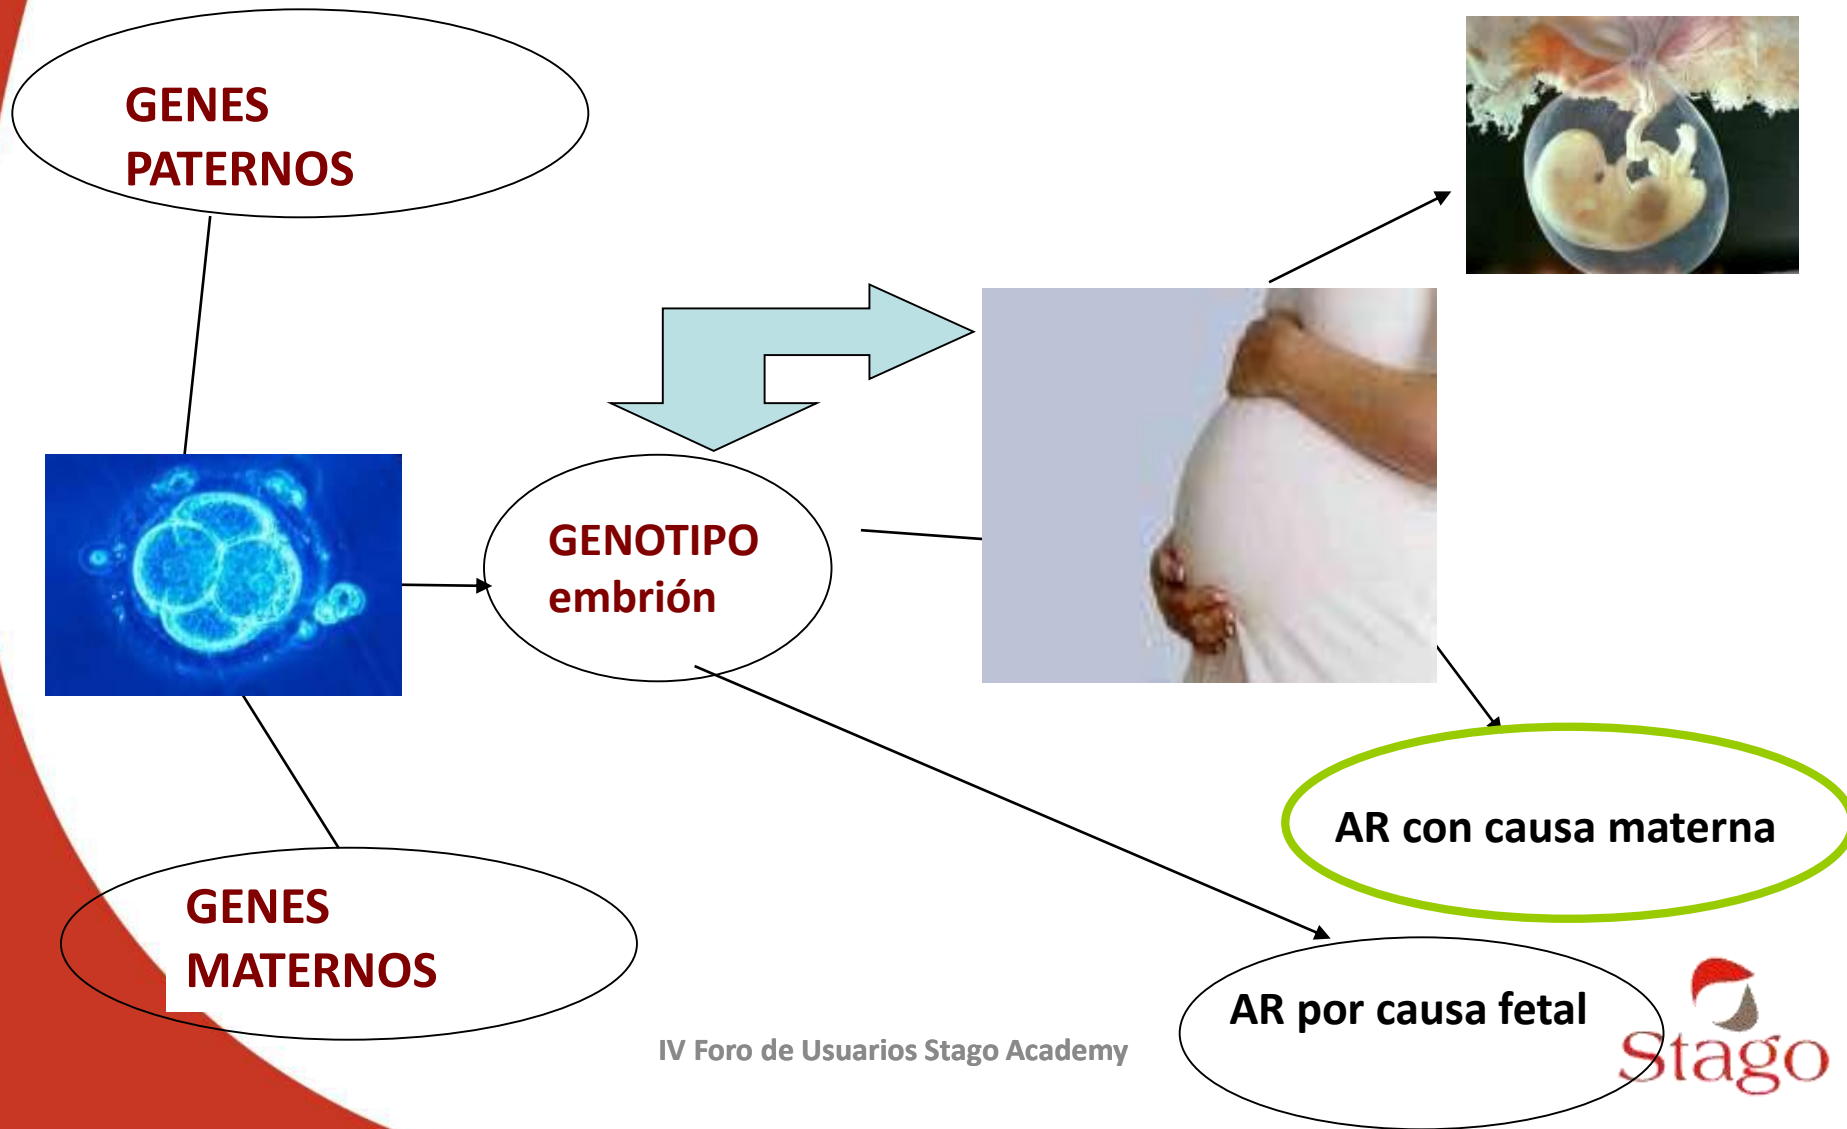 GENES
PATERNOS
GENOTIPO
embrión
AR con causa materna
GENES
MATERNOS
AR por causa fetal
IV Foro de Usuarios Stago Academy
Stago